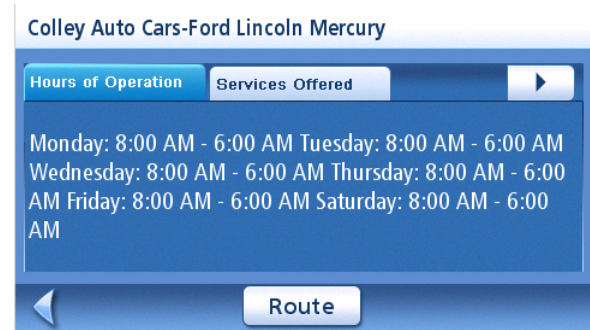 Colley Auto Cars-Ford Lincoln Mercury
Hours of Operation Services Offered
Monday: 8:00 AM - 6:00 AM Tuesday: 8:00 AM - 6:00 AM
Wednesday: 8:00 AM - 6:00 AM Thursday: 8:00 AM - 6:00
AM Friday: 8:00 AM - 6:00 AM Saturday: 8:00 AM - 6:00
AM
Route